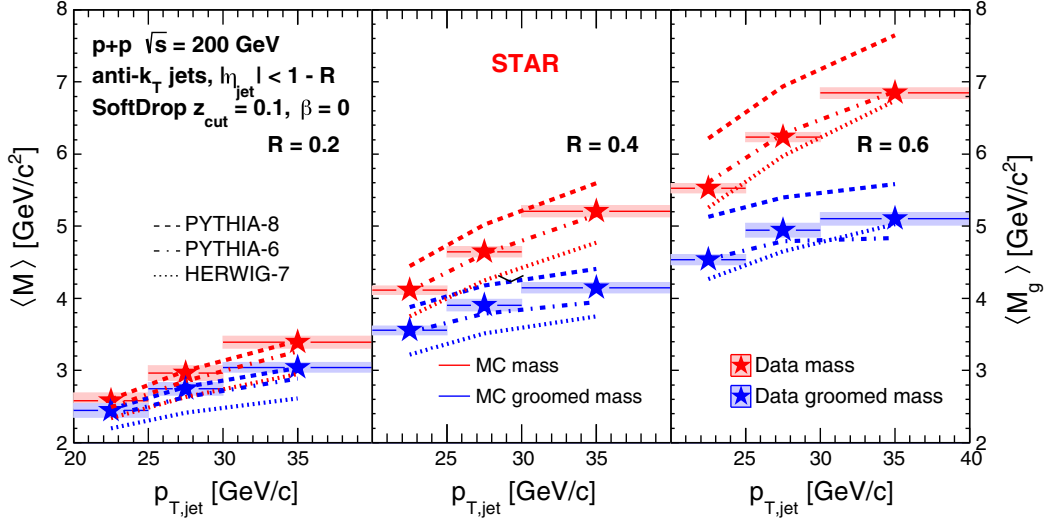 p+p √s = 200 GeV
anti-k_T jets, |η_jet| < 1 - R
SoftDrop z_cut = 0.1, β = 0
R = 0.2
STAR
R = 0.4
R = 0.6
PYTHIA-8
PYTHIA-6
HERWIG-7
MC mass
MC groomed mass
Data mass
Data groomed mass
⟨M⟩ [GeV/c²]
⟨M_g⟩ [GeV/c²]
8
7
6
5
4
3
2
8
7
6
5
4
3
2
20 25 30 35 25 30 35 25 30 35 40
p_T,jet [GeV/c] p_T,jet [GeV/c] p_T,jet [GeV/c]